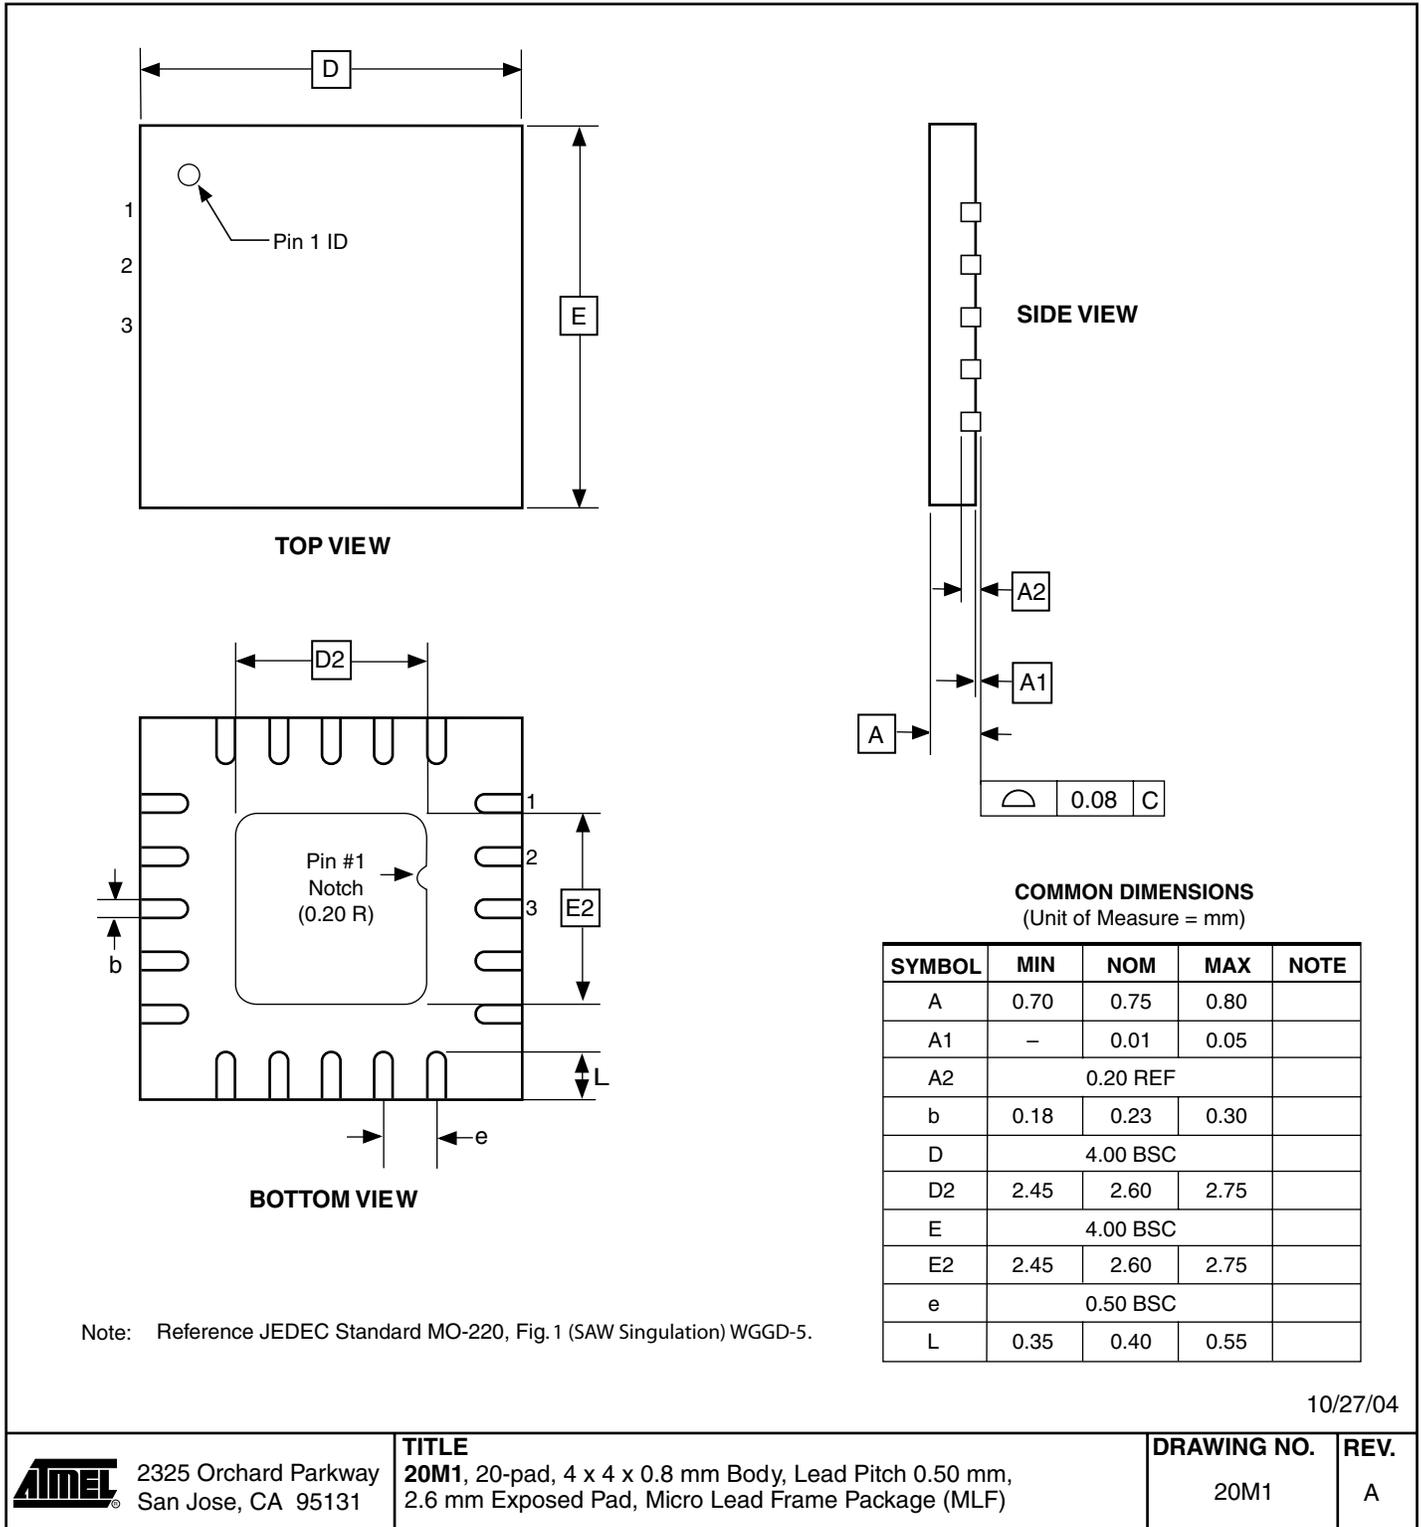 D
1
Pin 1 ID
2
3
E
SIDE VIEW
TOP VIEW
A2
A1
A
0.08 C
D2
1
2
3
Pin #1
Notch
(0.20 R)
E2
b
L
e
BOTTOM VIEW
COMMON DIMENSIONS
(Unit of Measure = mm)
SYMBOL MIN NOM MAX NOTE
A 0.70 0.75 0.80
A1 – 0.01 0.05
A2 0.20 REF
b 0.18 0.23 0.30
D 4.00 BSC
D2 2.45 2.60 2.75
E 4.00 BSC
E2 2.45 2.60 2.75
e 0.50 BSC
L 0.35 0.40 0.55
Note: Reference JEDEC Standard MO-220, Fig.1 (SAW Singulation) WGGD-5.
10/27/04
ATMEL ®
2325 Orchard Parkway
San Jose, CA 95131
TITLE
20M1, 20-pad, 4 x 4 x 0.8 mm Body, Lead Pitch 0.50 mm,
2.6 mm Exposed Pad, Micro Lead Frame Package (MLF)
DRAWING NO.
20M1
REV.
A